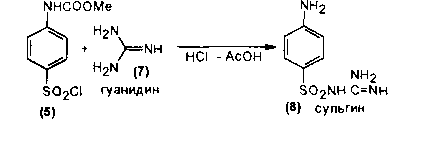 NHCOOMe
NH₂
H₂N
+
NH
H₂N
(7)
HCl - AcOH
SO₂Cl
гуанидин
NH₂
SO₂NH C=NH
(5)
(8) сульгин